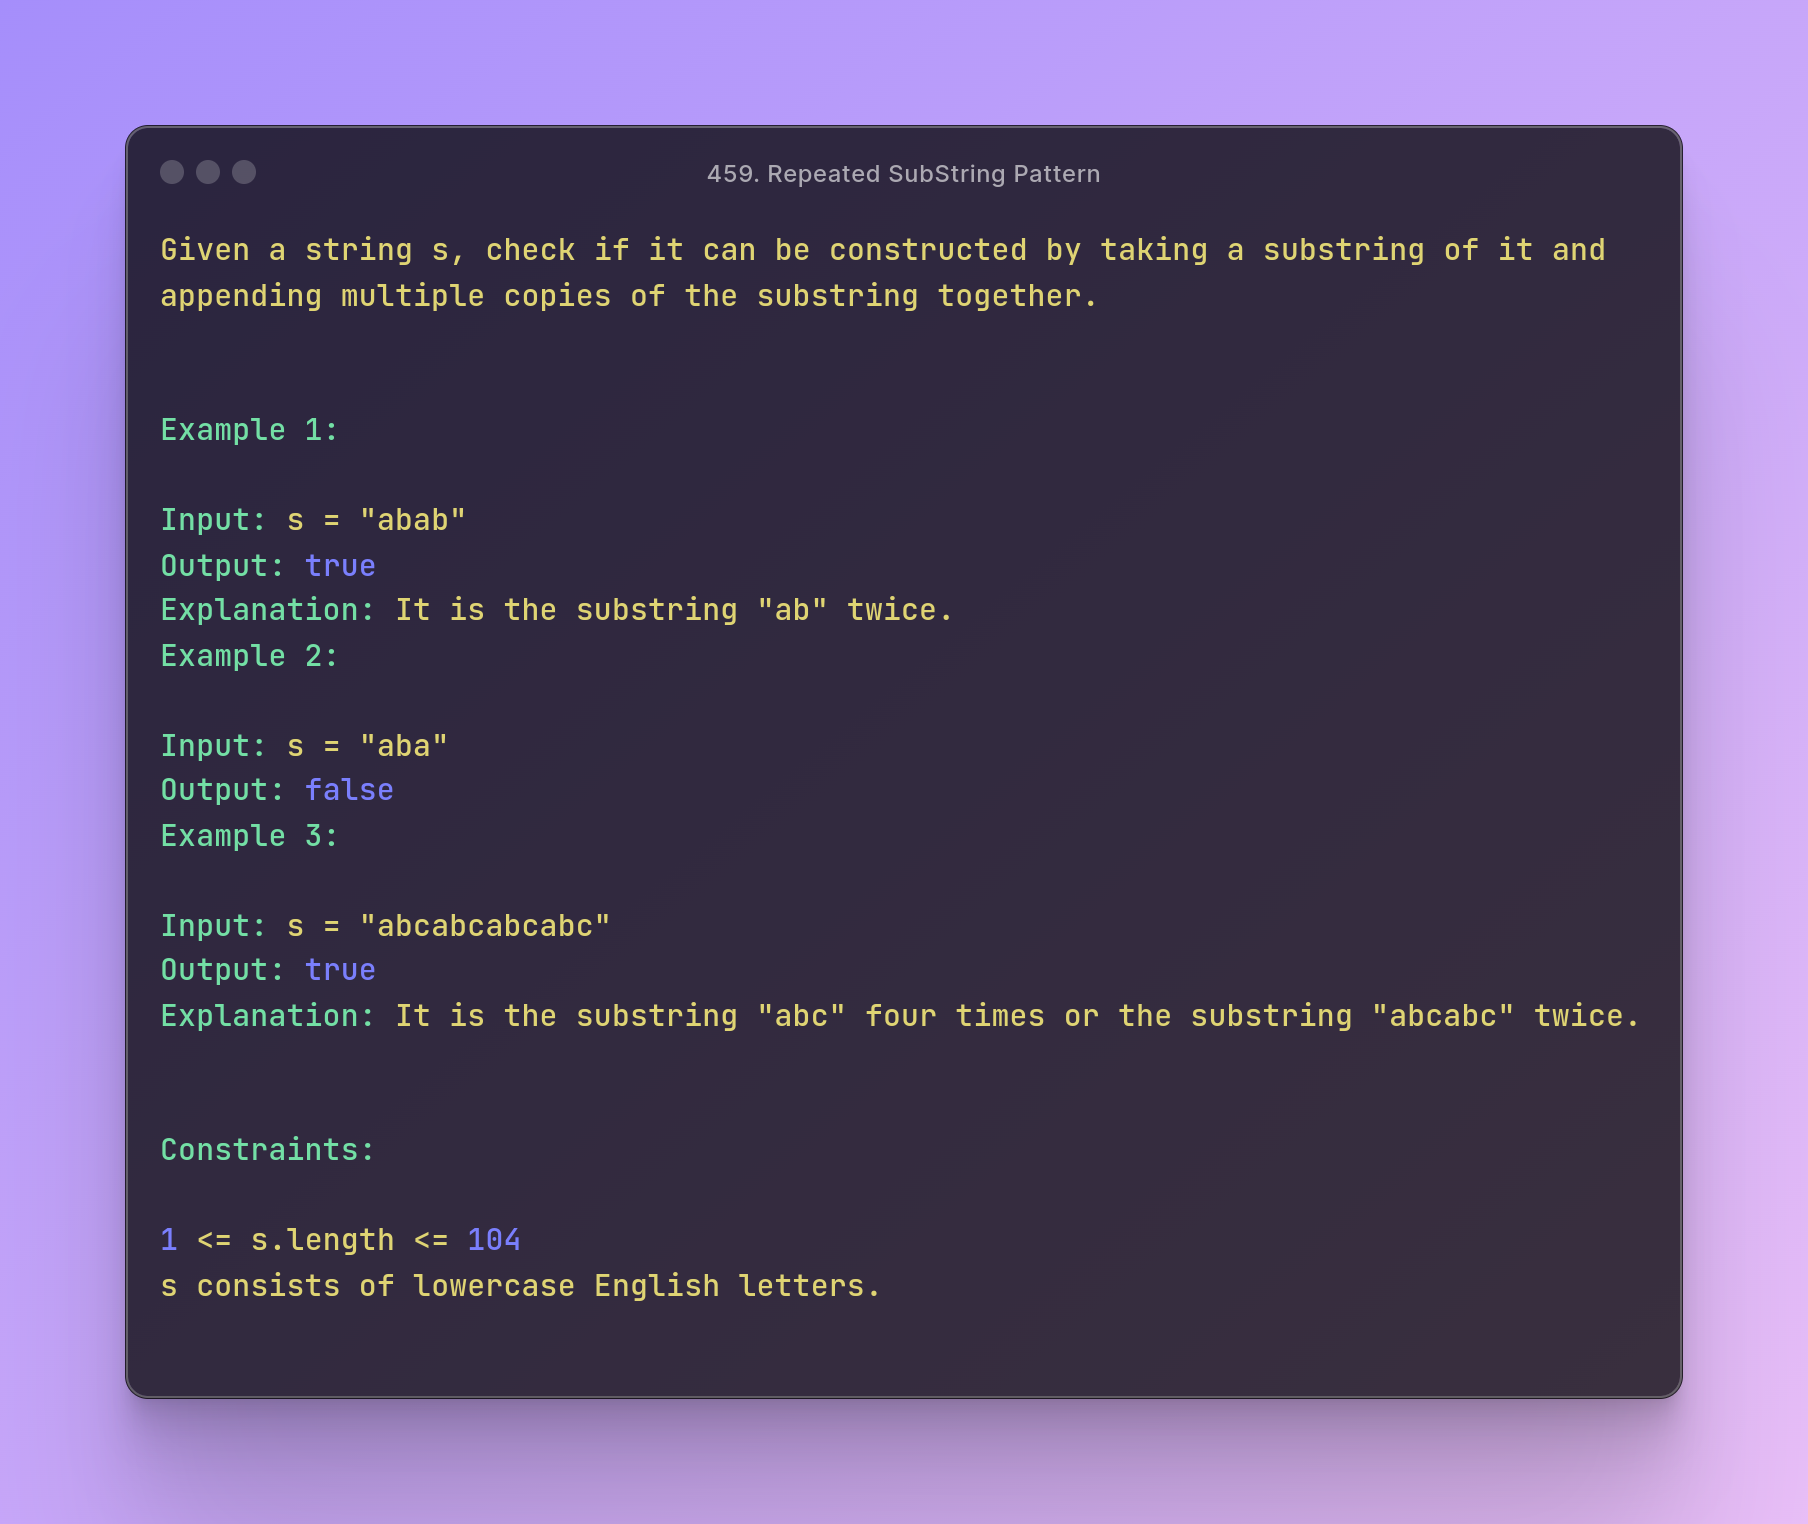 459. Repeated SubString Pattern
Given a string s, check if it can be constructed by taking a substring of it and
appending multiple copies of the substring together.
Example 1:
Input: s = "abab"
Output: true
Explanation: It is the substring "ab" twice.
Example 2:
Input: s = "aba"
Output: false
Example 3:
Input: s = "abcabcabcabc"
Output: true
Explanation: It is the substring "abc" four times or the substring "abcabc" twice.
Constraints:
1 <= s.length <= 104
s consists of lowercase English letters.